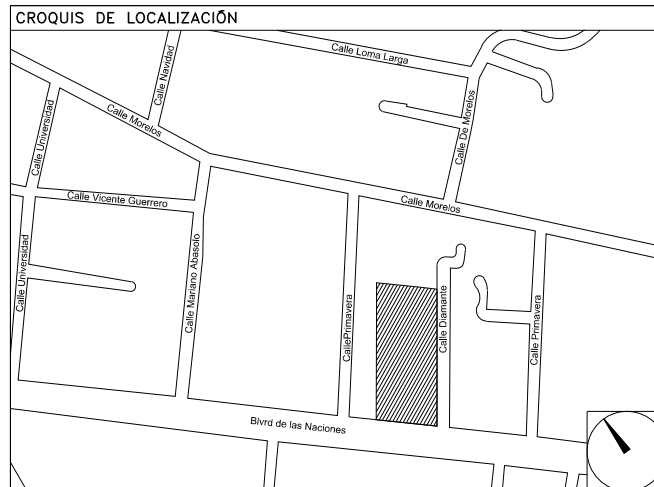 CROQUIS DE LOCALIZACIÓN
Calle Loma Larga
Calle Navidad
Calle Morelos
Calle Universidad
Calle De Morelos
Calle Vicente Guerrero
Calle Morelos
Calle Universidad
Calle Mariano Abasolo
CallePrimavera
Calle Diamante
Calle Primavera
Blvrd de las Naciones